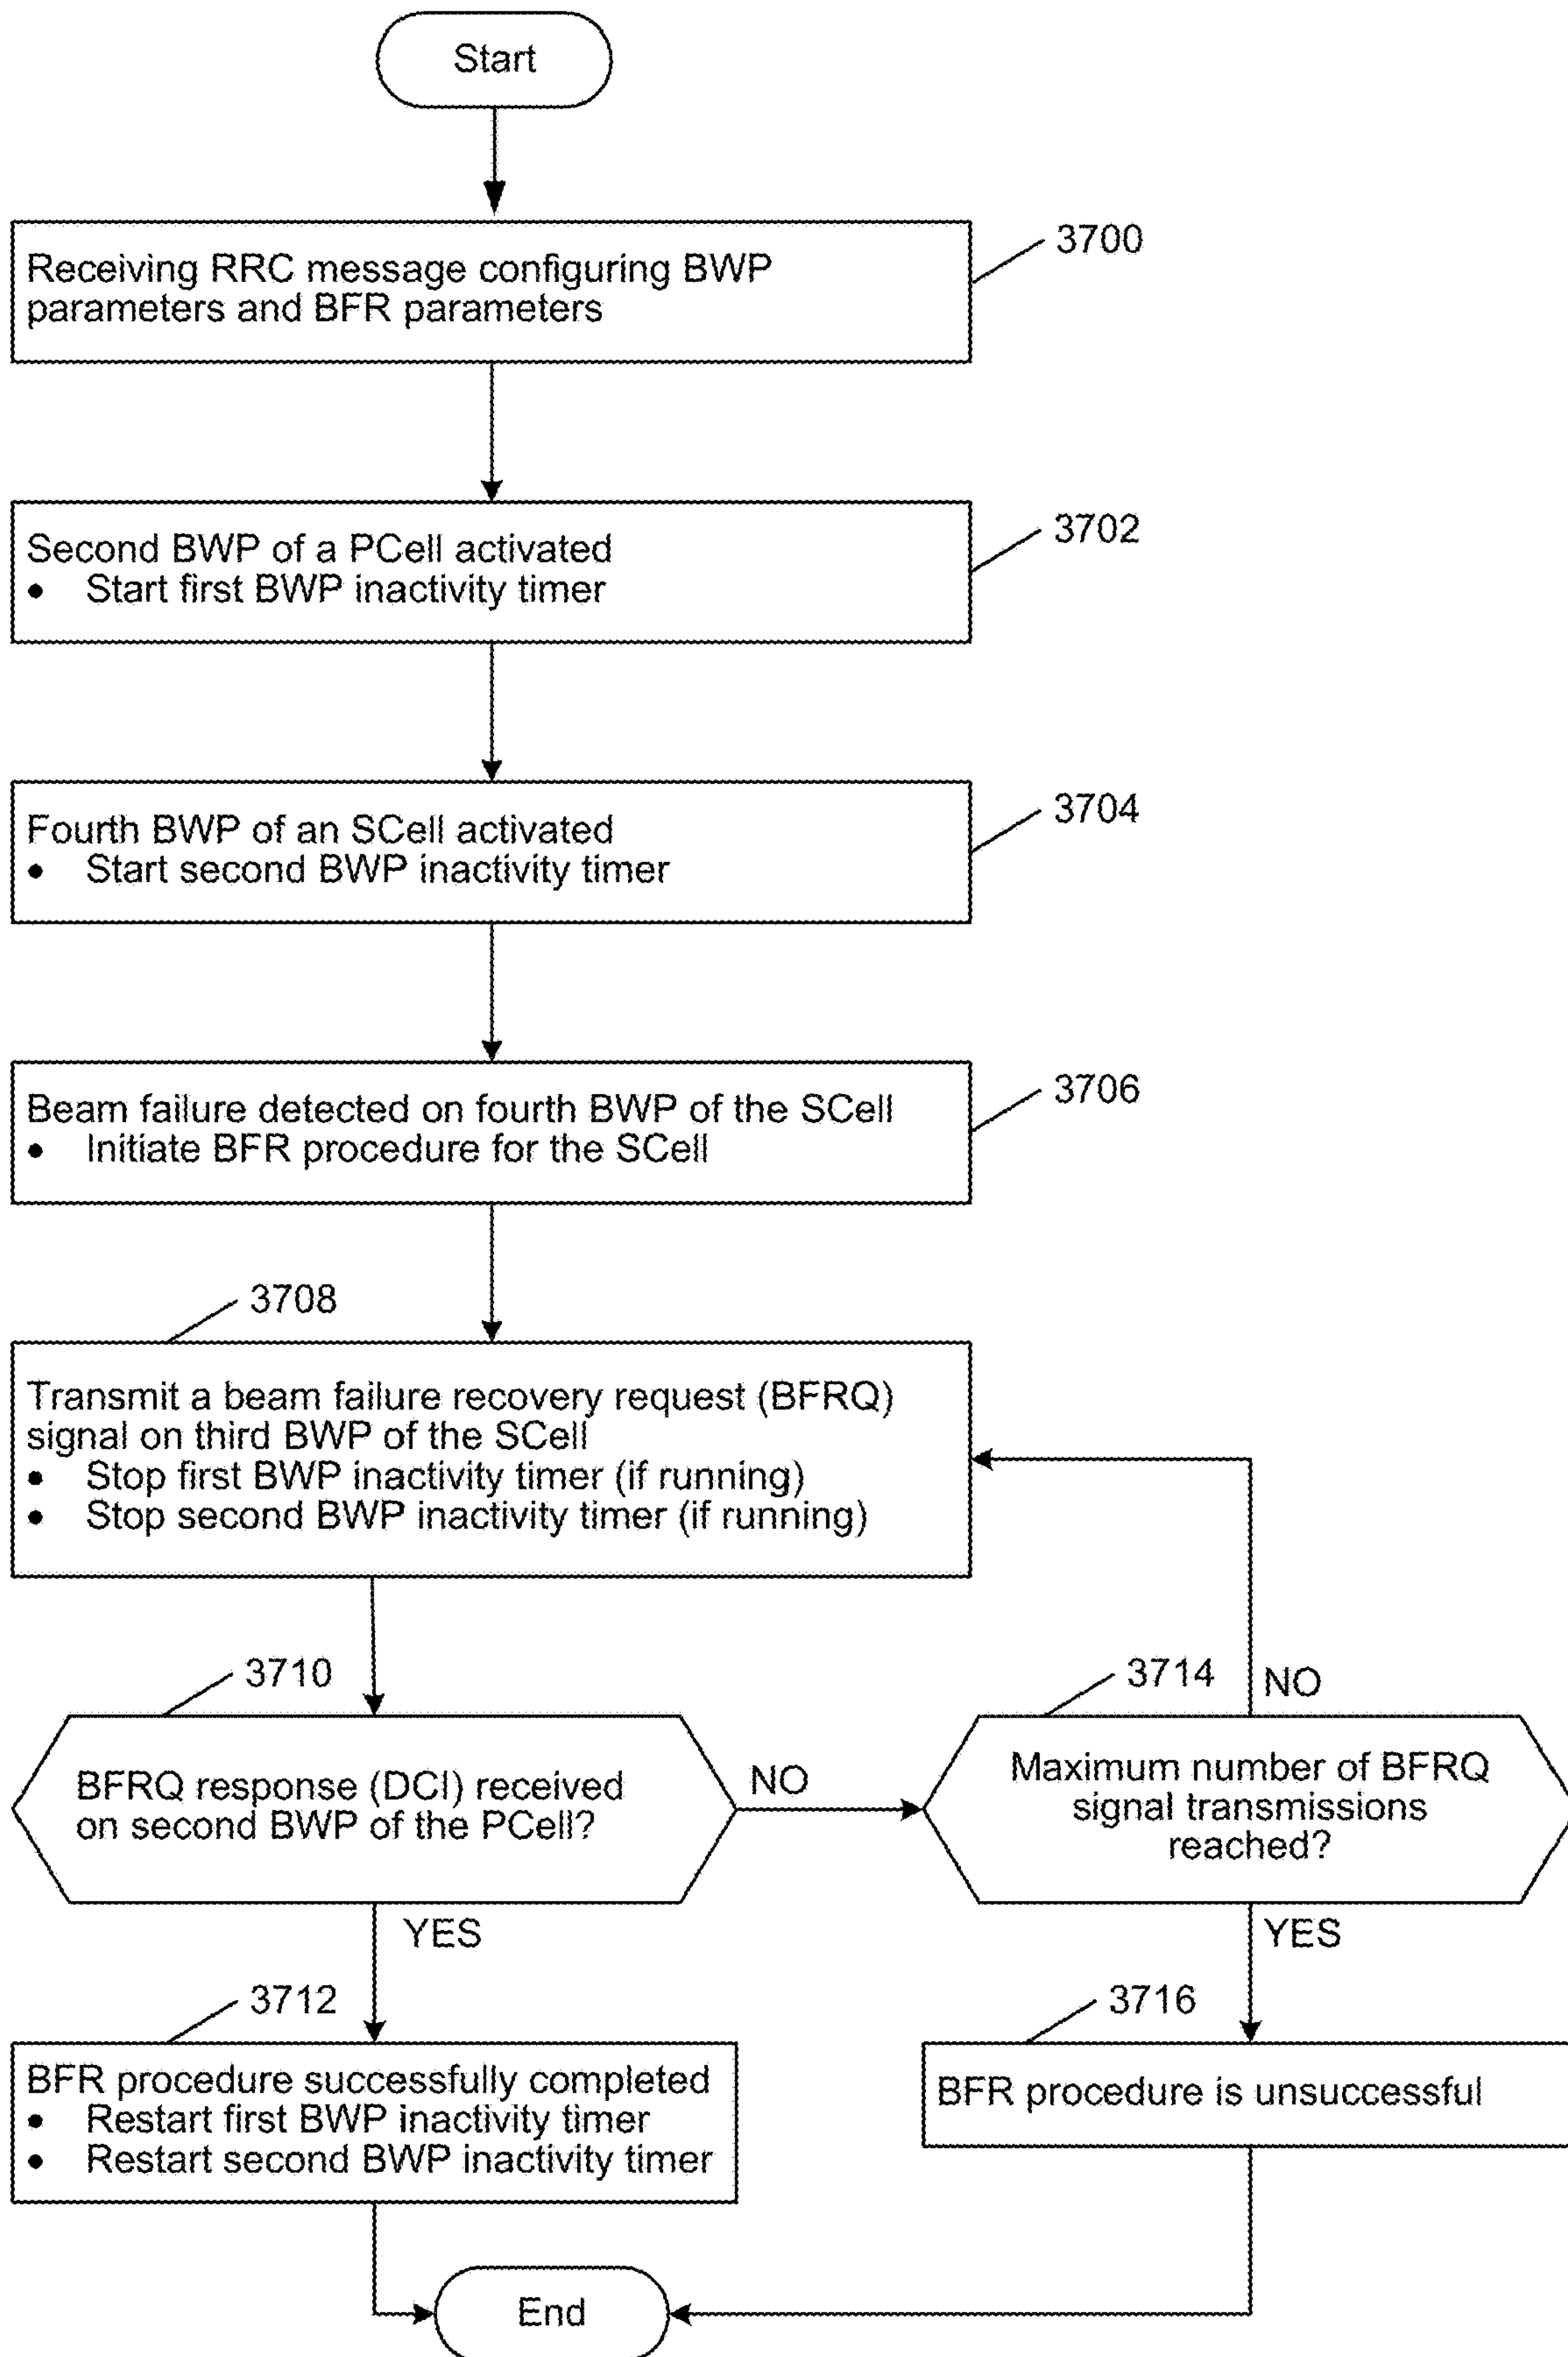 Start
3700
Receiving RRC message configuring BWP
parameters and BFR parameters
3702
Second BWP of a PCell activated
• Start first BWP inactivity timer
3704
Fourth BWP of an SCell activated
• Start second BWP inactivity timer
3706
Beam failure detected on fourth BWP of the SCell
• Initiate BFR procedure for the SCell
3708
Transmit a beam failure recovery request (BFRQ)
signal on third BWP of the SCell
• Stop first BWP inactivity timer (if running)
• Stop second BWP inactivity timer (if running)
3710
BFRQ response (DCI) received
on second BWP of the PCell?
NO
3714
NO
Maximum number of BFRQ
signal transmissions
reached?
YES
YES
3712
BFR procedure successfully completed
• Restart first BWP inactivity timer
• Restart second BWP inactivity timer
3716
BFR procedure is unsuccessful
End